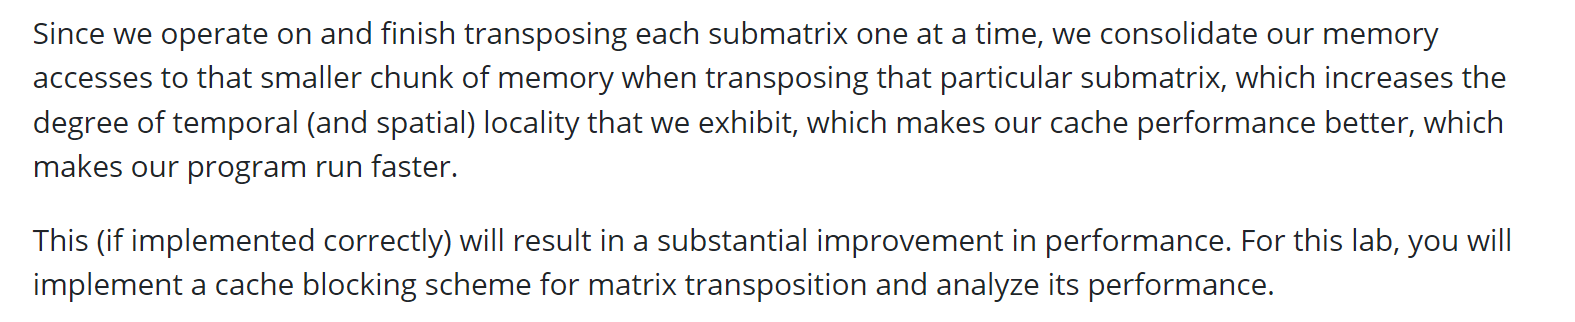 Since we operate on and finish transposing each submatrix one at a time, we consolidate our memory
accesses to that smaller chunk of memory when transposing that particular submatrix, which increases the
degree of temporal (and spatial) locality that we exhibit, which makes our cache performance better, which
makes our program run faster.
This (if implemented correctly) will result in a substantial improvement in performance. For this lab, you will
implement a cache blocking scheme for matrix transposition and analyze its performance.